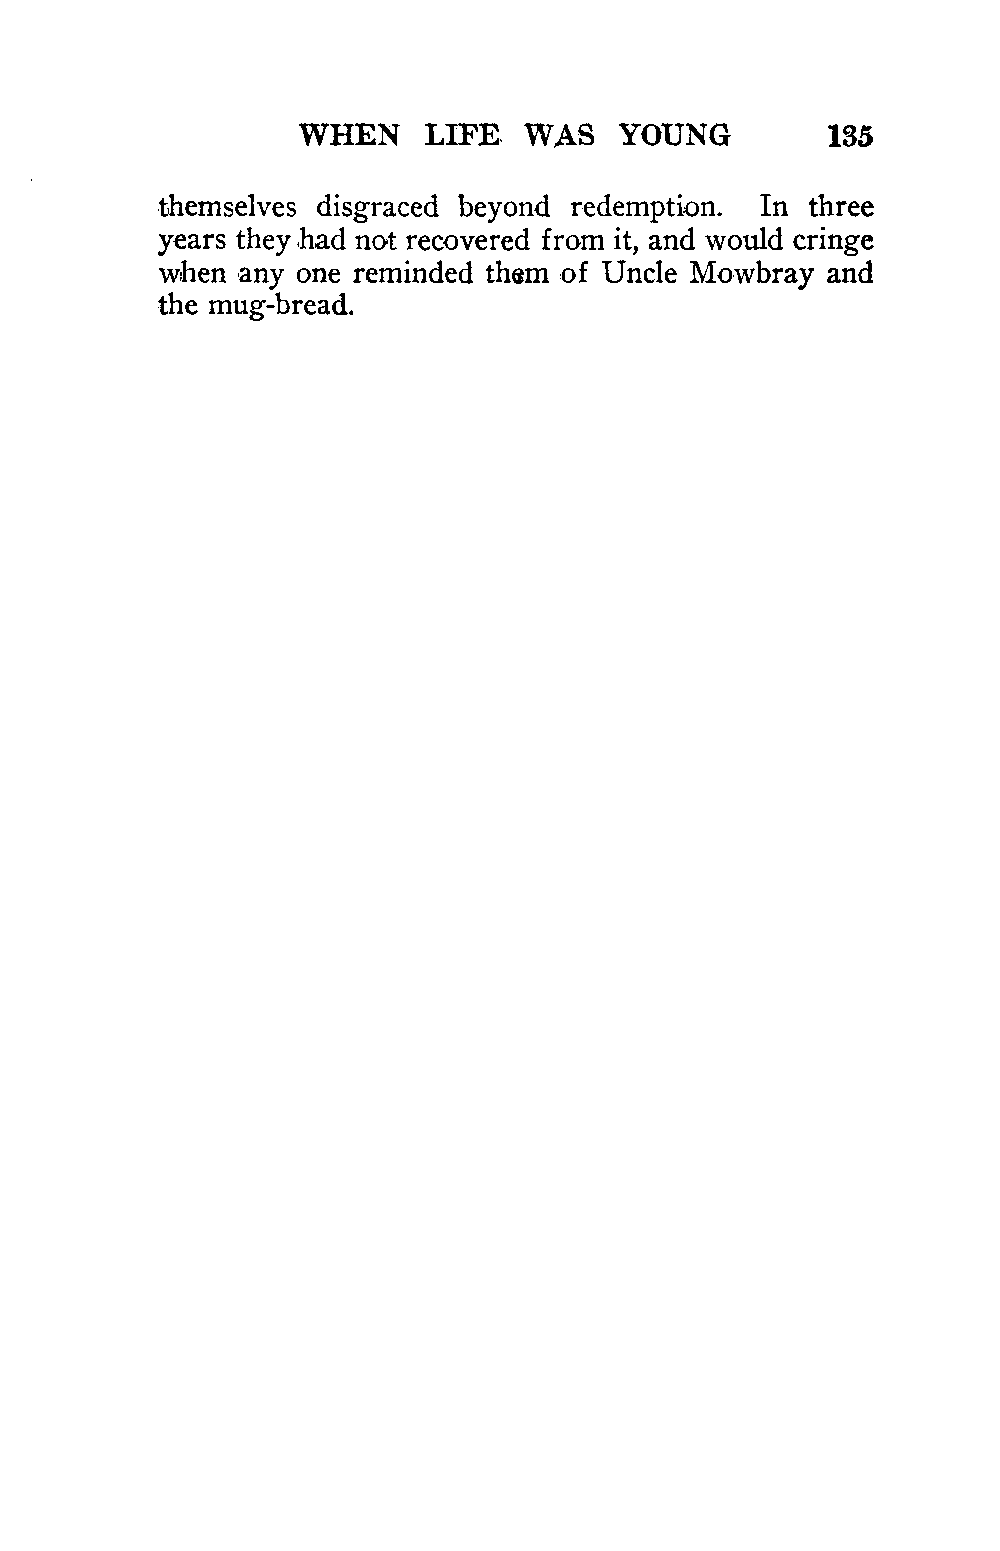 WHEN LIFE WAS YOUNG 135
themselves disgraced beyond redemption. In three
years they had not recovered from it, and would cringe
when any one reminded them of Uncle Mowbray and
the mug-bread.